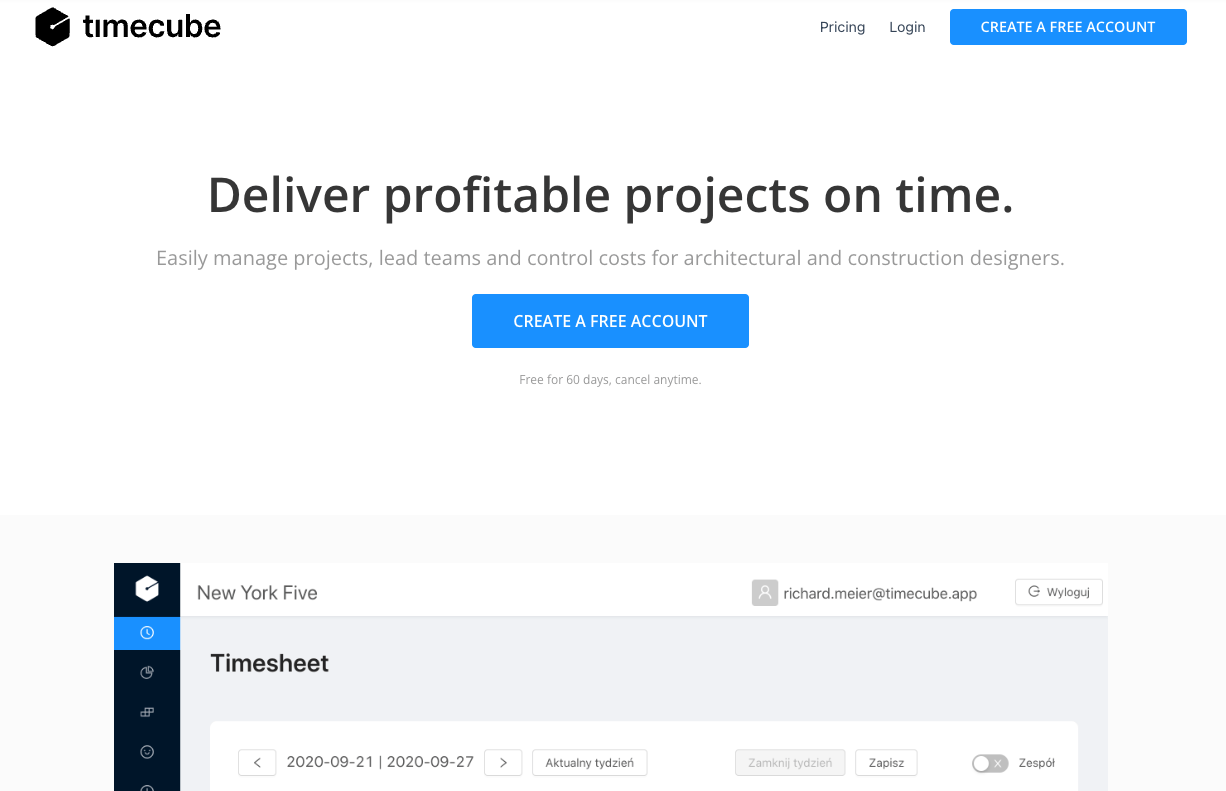 timecube
Pricing
Login
CREATE A FREE ACCOUNT
Deliver profitable projects on time.
Easily manage projects, lead teams and control costs for architectural and construction designers.
CREATE A FREE ACCOUNT
Free for 60 days, cancel anytime.
New York Five
richard.meier@timecube.app
Wyloguj
Timesheet
2020-09-21 | 2020-09-27
Aktualny tydzień
Zamknij tydzień
Zapisz
Zespół